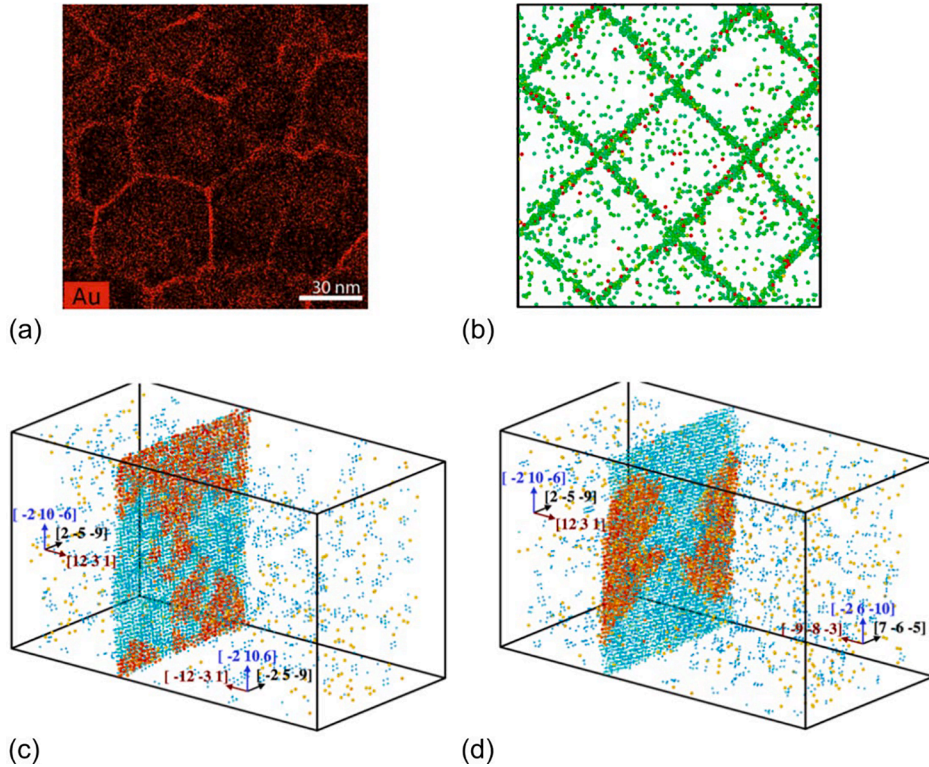 Au
30 nm
(a)
(b)
[ -2 10 -6]
[2 -5 -9]
[12 3 1]
[ -2 10 6]
[ -12 -3 1]
[ -2 5 -9]
(c)
[ -2 10 -6]
[2 -5 -9]
[12 3 1]
[ -2 6 -10]
[ -9 -8 -3]
[7 -6 -5]
(d)